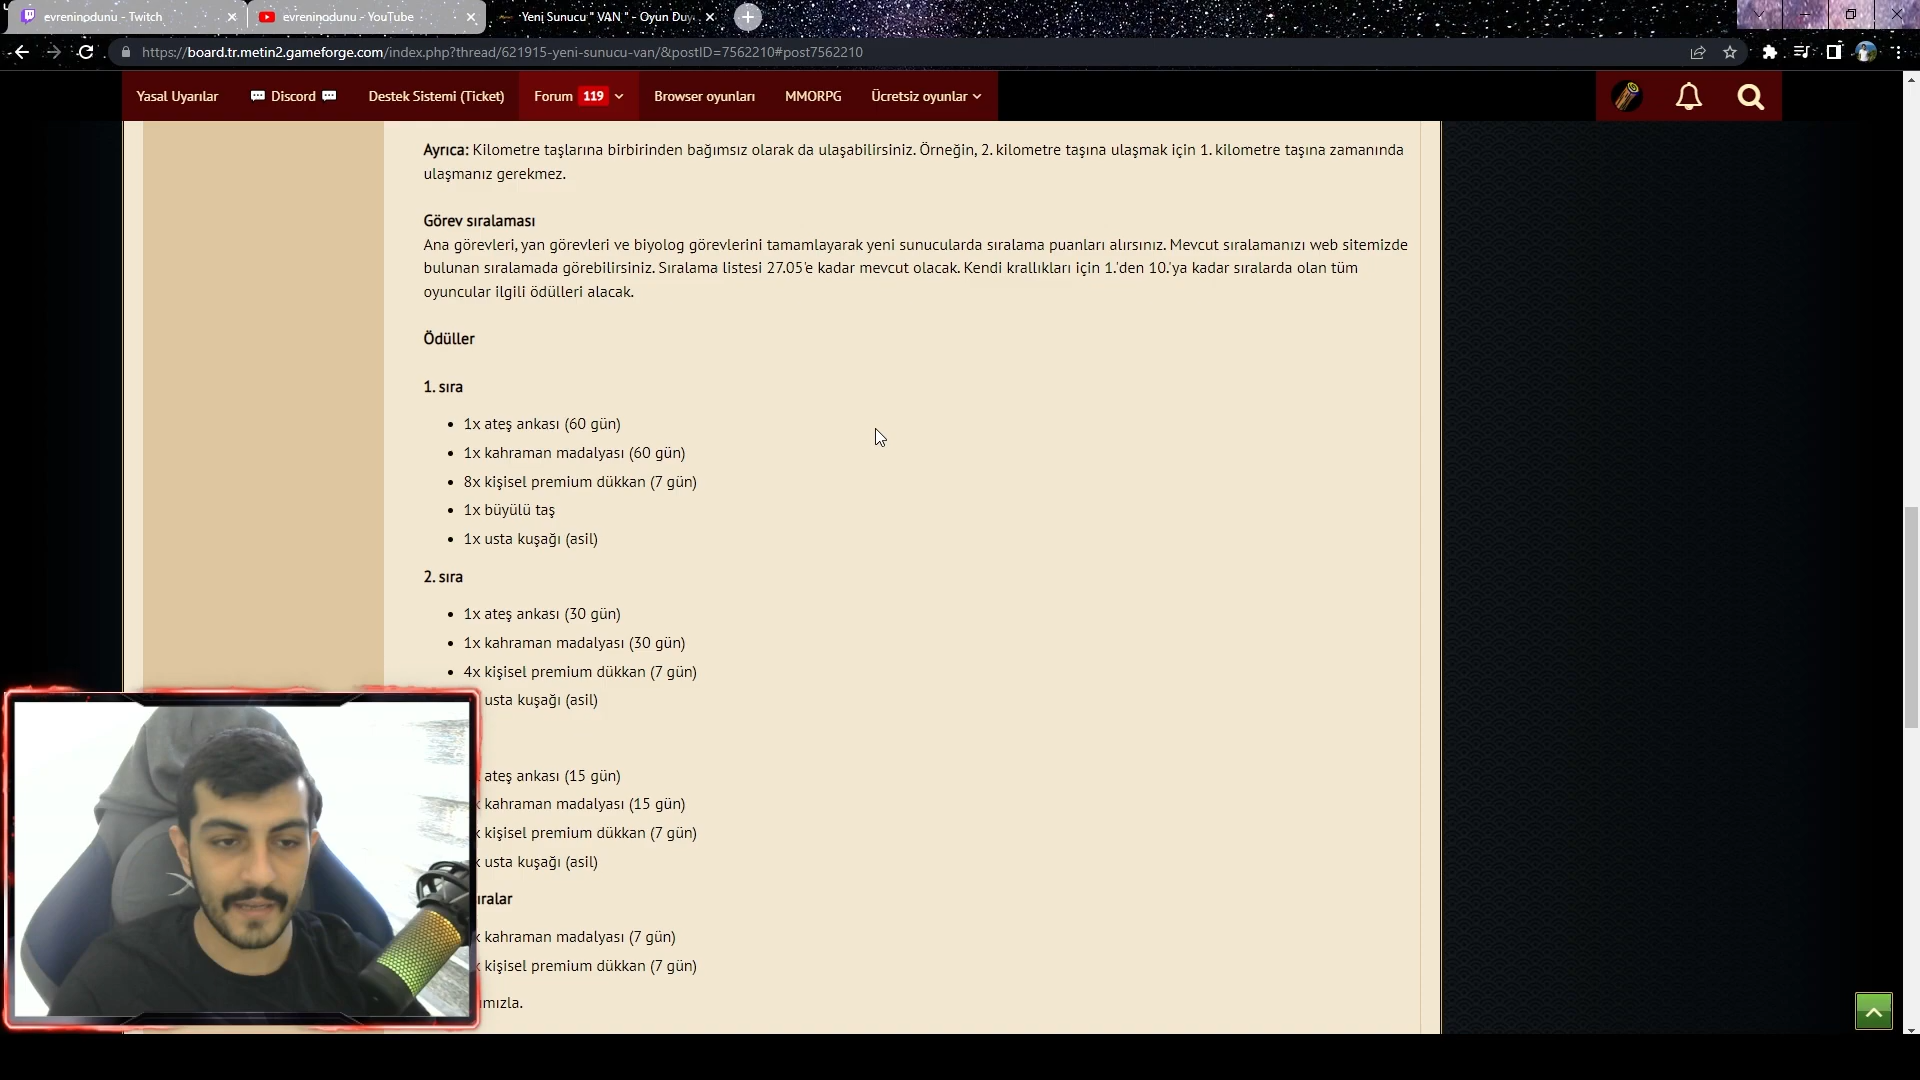 evreninodunu - Twitch
evreninodunu - YouTube
Yeni Sunucu " VAN " - Oyun Duy
https://board.tr.metin2.gameforge.com/index.php?thread/621915-yeni-sunucu-van/&postID=7562210#post7562210
Yasal Uyarılar
Discord
Destek Sistemi (Ticket)
Forum 119
Browser oyunları
MMORPG
Ücretsiz oyunlar
Ayrıca: Kilometre taşlarına birbirinden bağımsız olarak da ulaşabilirsiniz. Örneğin, 2. kilometre taşına ulaşmak için 1. kilometre taşına zamanında
ulaşmanız gerekmez.
Görev sıralaması
Ana görevleri, yan görevleri ve biyolog görevlerini tamamlayarak yeni sunucularda sıralama puanları alırsınız. Mevcut sıralamanızı web sitemizde
bulunan sıralamada görebilirsiniz. Sıralama listesi 27.05'e kadar mevcut olacak. Kendi krallıkları için 1.'den 10.'ya kadar sıralarda olan tüm
oyuncular ilgili ödülleri alacak.
Ödüller
1. sıra
• 1x ateş ankası (60 gün)
• 1x kahraman madalyası (60 gün)
• 8x kişisel premium dükkan (7 gün)
• 1x büyülü taş
• 1x usta kuşağı (asil)
2. sıra
• 1x ateş ankası (30 gün)
• 1x kahraman madalyası (30 gün)
• 4x kişisel premium dükkan (7 gün)
usta kuşağı (asil)
ateş ankası (15 gün)
x kahraman madalyası (15 gün)
x kişisel premium dükkan (7 gün)
x usta kuşağı (asil)
ıralar
x kahraman madalyası (7 gün)
x kişisel premium dükkan (7 gün)
ımızla.